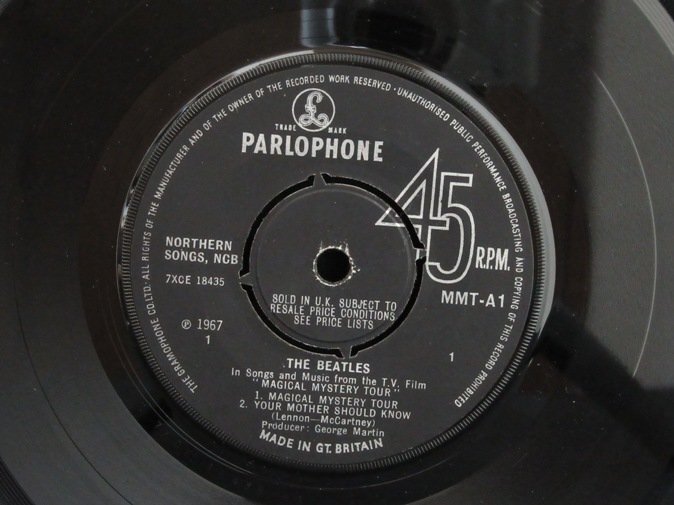 THE GRAMOPHONE CO. LTD. · ALL RIGHTS OF THE MANUFACTURER AND OF THE OWNER OF THE RECORDED WORK RESERVED · UNAUTHORISED PUBLIC PERFORMANCE BROADCASTING AND COPYING OF THIS RECORD PROHIBITED
£
TRADE MARK
PARLOPHONE
45
R.P.M.
NORTHERN
SONGS, NCB
7XCE 18435
MMT-A1
SOLD IN U.K. SUBJECT TO
RESALE PRICE CONDITIONS
SEE PRICE LISTS
℗ 1967
1
1
THE BEATLES
In Songs and Music from the T.V. Film
"MAGICAL MYSTERY TOUR"
1. MAGICAL MYSTERY TOUR
2. YOUR MOTHER SHOULD KNOW
(Lennon—McCartney)
Producer: George Martin
MADE IN GT. BRITAIN